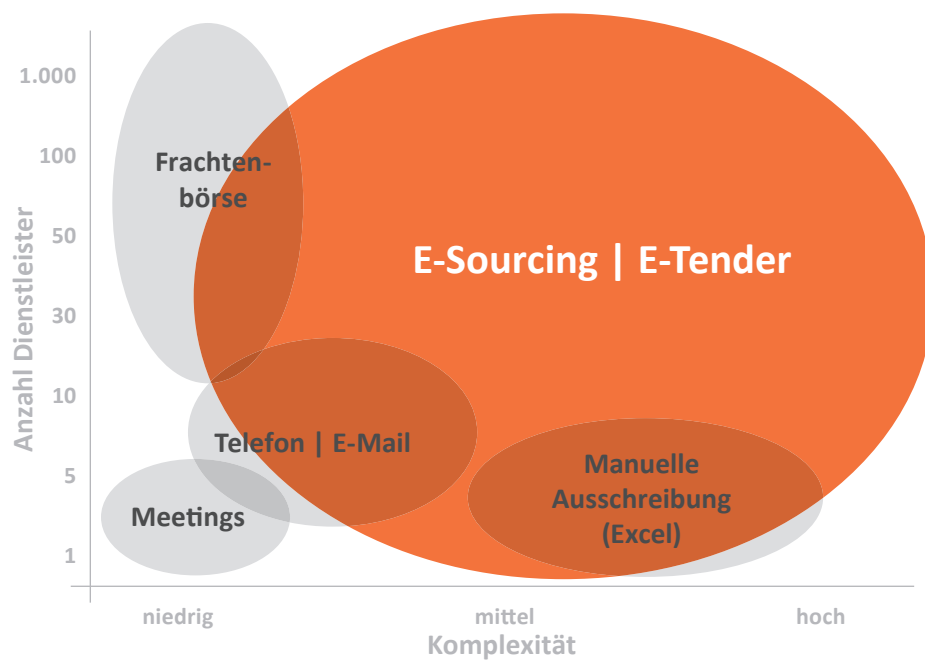 Anzahl Dienstleister
1.000
100
50
30
10
5
1
Frachten-
börse
E-Sourcing | E-Tender
Telefon | E-Mail
Meetings
Manuelle
Ausschreibung
(Excel)
niedrig
mittel
hoch
Komplexität